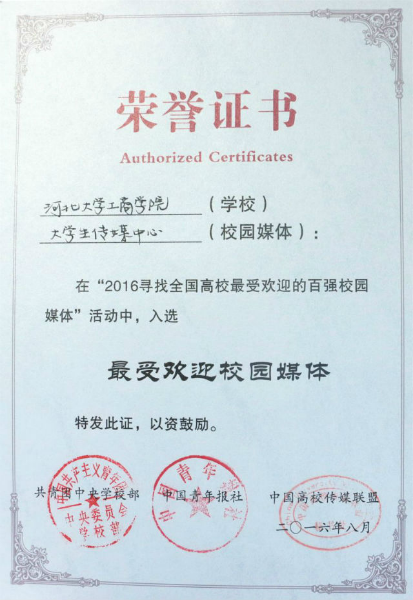 荣誉证书
Authorized Certificates
河北大学工商学院（学校）
大学生传媒中心（校园媒体）：
在“2016寻找全国高校最受欢迎的百强校园
媒体”活动中，入选
最受欢迎校园媒体
特发此证，以资鼓励。
共青团中央学校部 中国青年报社 中国高校传媒联盟
二〇一六年八月